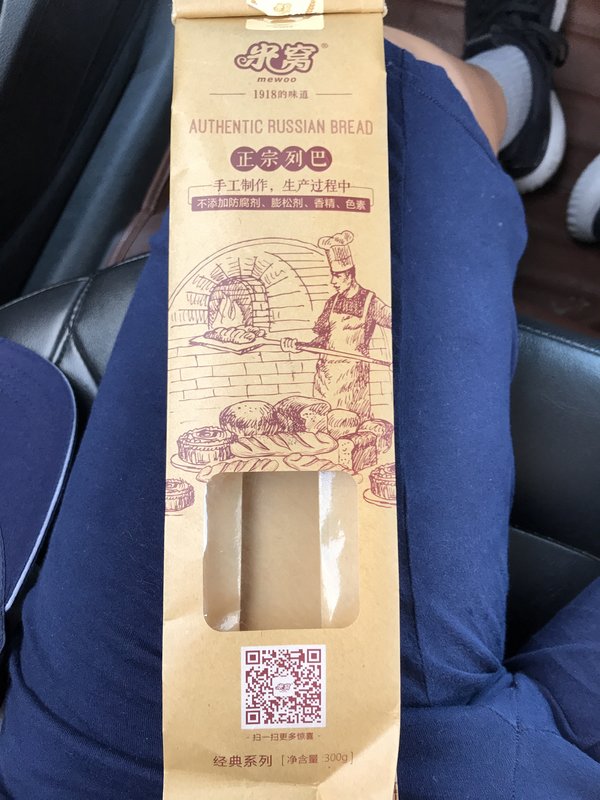 米窝®
mewoo
1918的味道
AUTHENTIC RUSSIAN BREAD
正宗列巴
手工制作，生产过程中
不添加防腐剂、膨松剂、香精、色素
米窝
- 扫一扫更多惊喜 -
经典系列 [净含量:300g]